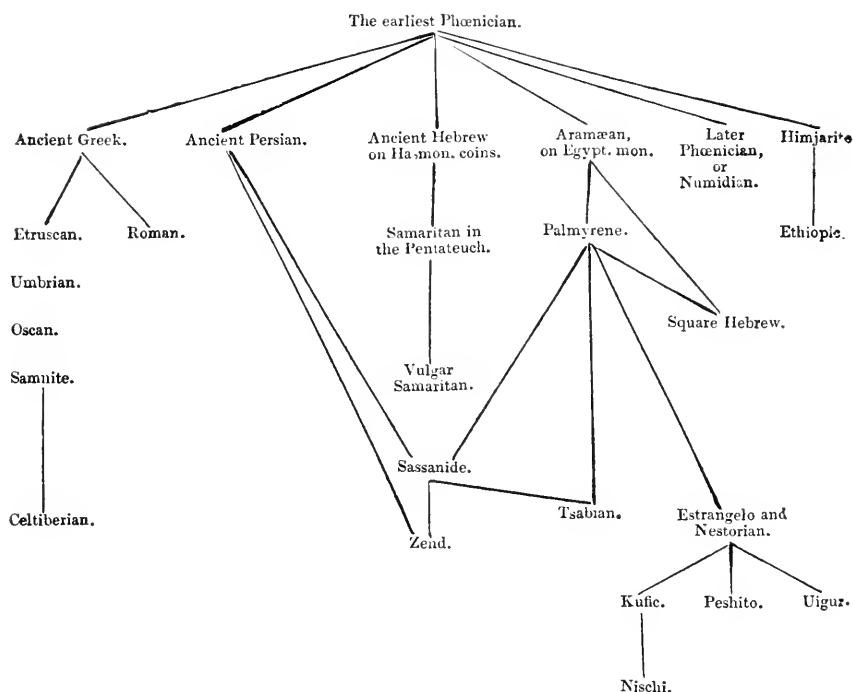 The earliest Phœnician.
Ancient Greek.
Ancient Persian.
Ancient Hebrew
on Hasmon. coins.
Aramæan,
on Egypt. mon.
Later
Phœnician,
or
Numidian.
Himjarite
Etruscan.
Roman.
Samaritan in
the Pentateuch.
Palmyrene.
Ethiopic.
Umbrian.
Oscan.
Square Hebrew.
Samnite.
Vulgar
Samaritan.
Sassanide.
Celtiberian.
Zend.
Tsabian.
Estrangelo and
Nestorian.
Kufic.
Peshito.
Uigur.
Nischi.